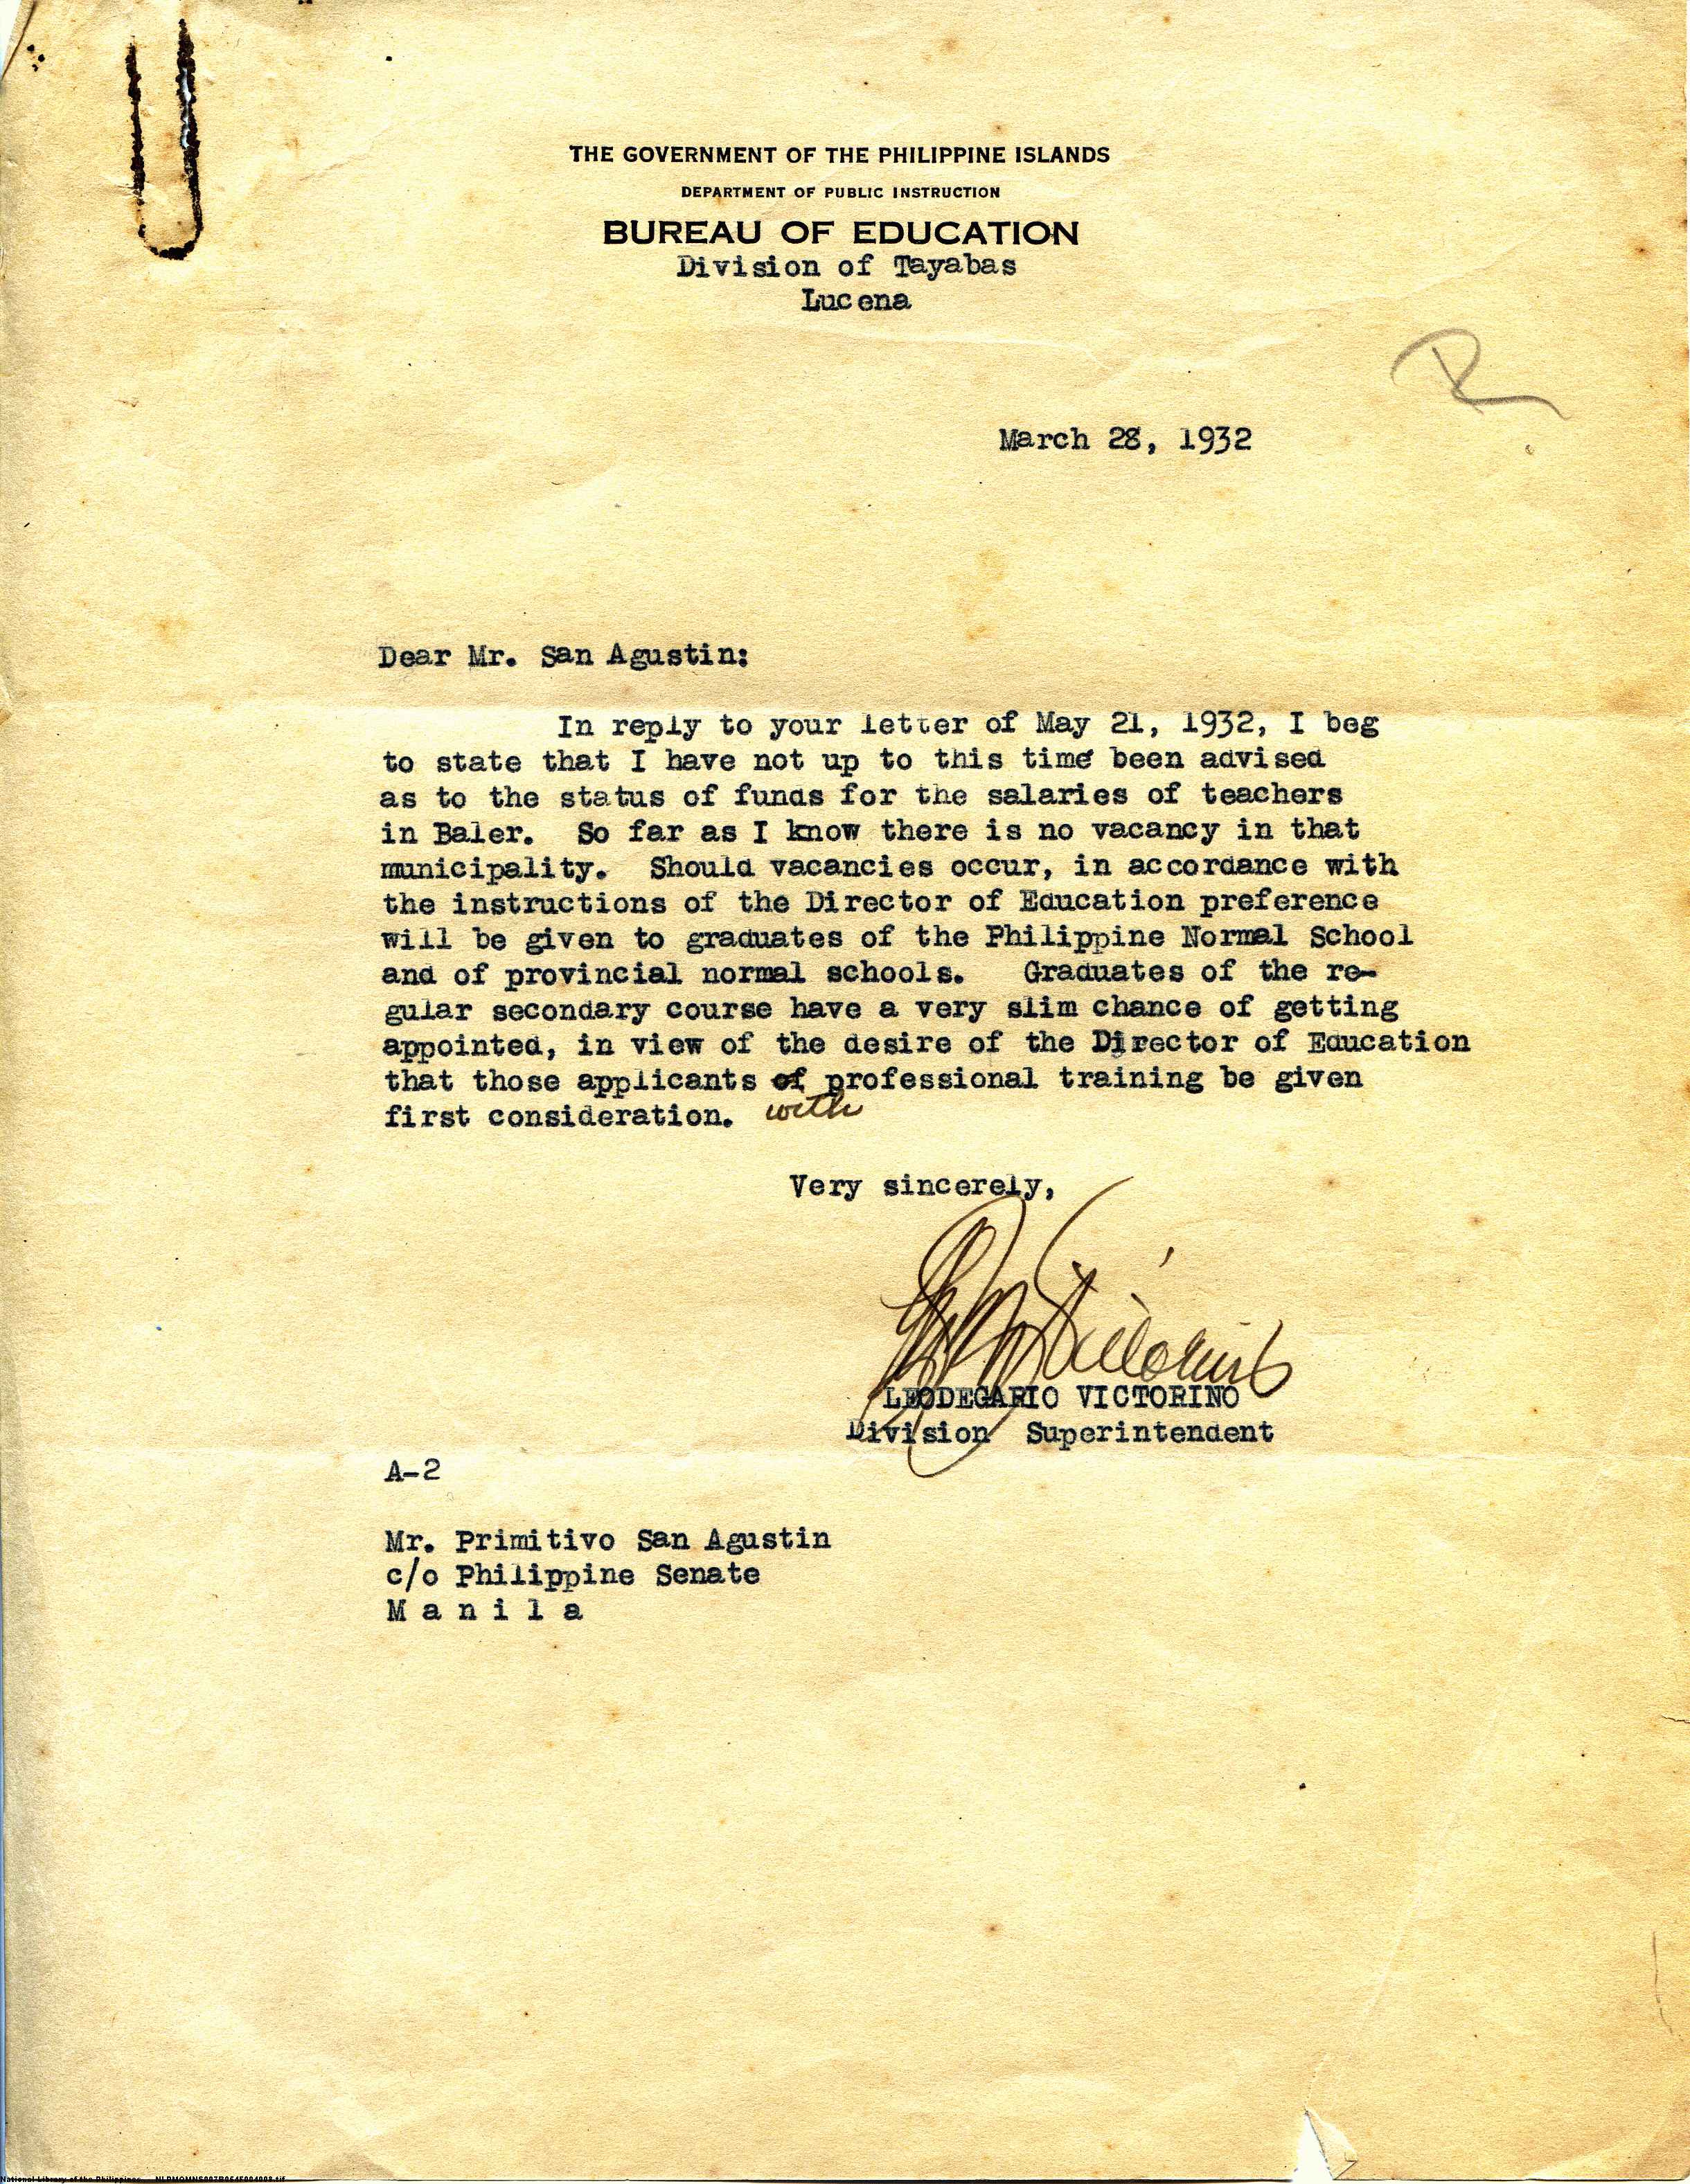 THE GOVERNMENT OF THE PHILIPPINE ISLANDS
DEPARTMENT OF PUBLIC INSTRUCTION
BUREAU OF EDUCATION
Division of Tayabas
Lucena
March 28, 1932
Dear Mr. San Agustin:
In reply to your letter of May 21, 1932, I beg
to state that I have not up to this time been advised
as to the status of funds for the salaries of teachers
in Baler. So far as I know there is no vacancy in that
municipality. Should vacancies occur, in accordance with
the instructions of the Director of Education preference
will be given to graduates of the Philippine Normal School
and of provincial normal schools. Graduates of the re-
gular secondary course have a very slim chance of getting
appointed, in view of the desire of the Director of Education
that those applicants of professional training be given
first consideration. with
Very sincerely,
LEODEGARIO VICTORINO
Division Superintendent
A-2
Mr. Primitivo San Agustin
c/o Philippine Senate
M a n i l a